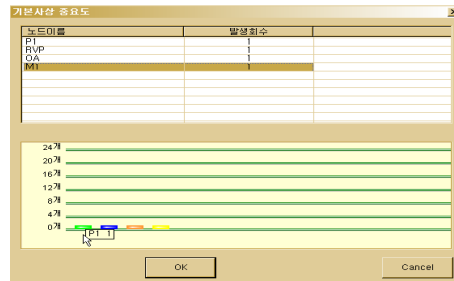 기본사상 중요도
노드이름 발생회수
P1 1
RVP 1
OA 1
M1 1
24개
20개
16개
12개
8개
4개
0개
P1 1
OK Cancel